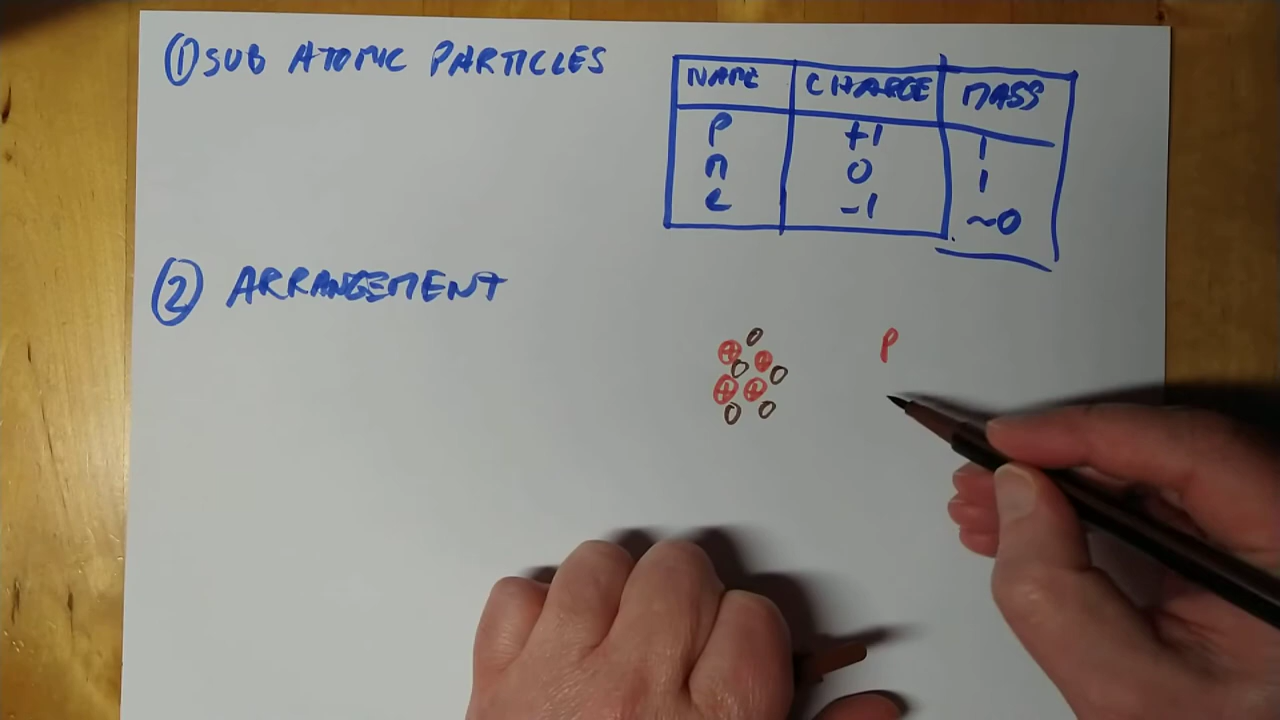 ① SUB ATOMIC PARTICLES
NAME CHARGE MASS
P +1 1
n 0 1
e -1 ~0
② ARRANGEMENT
+ + + +
P